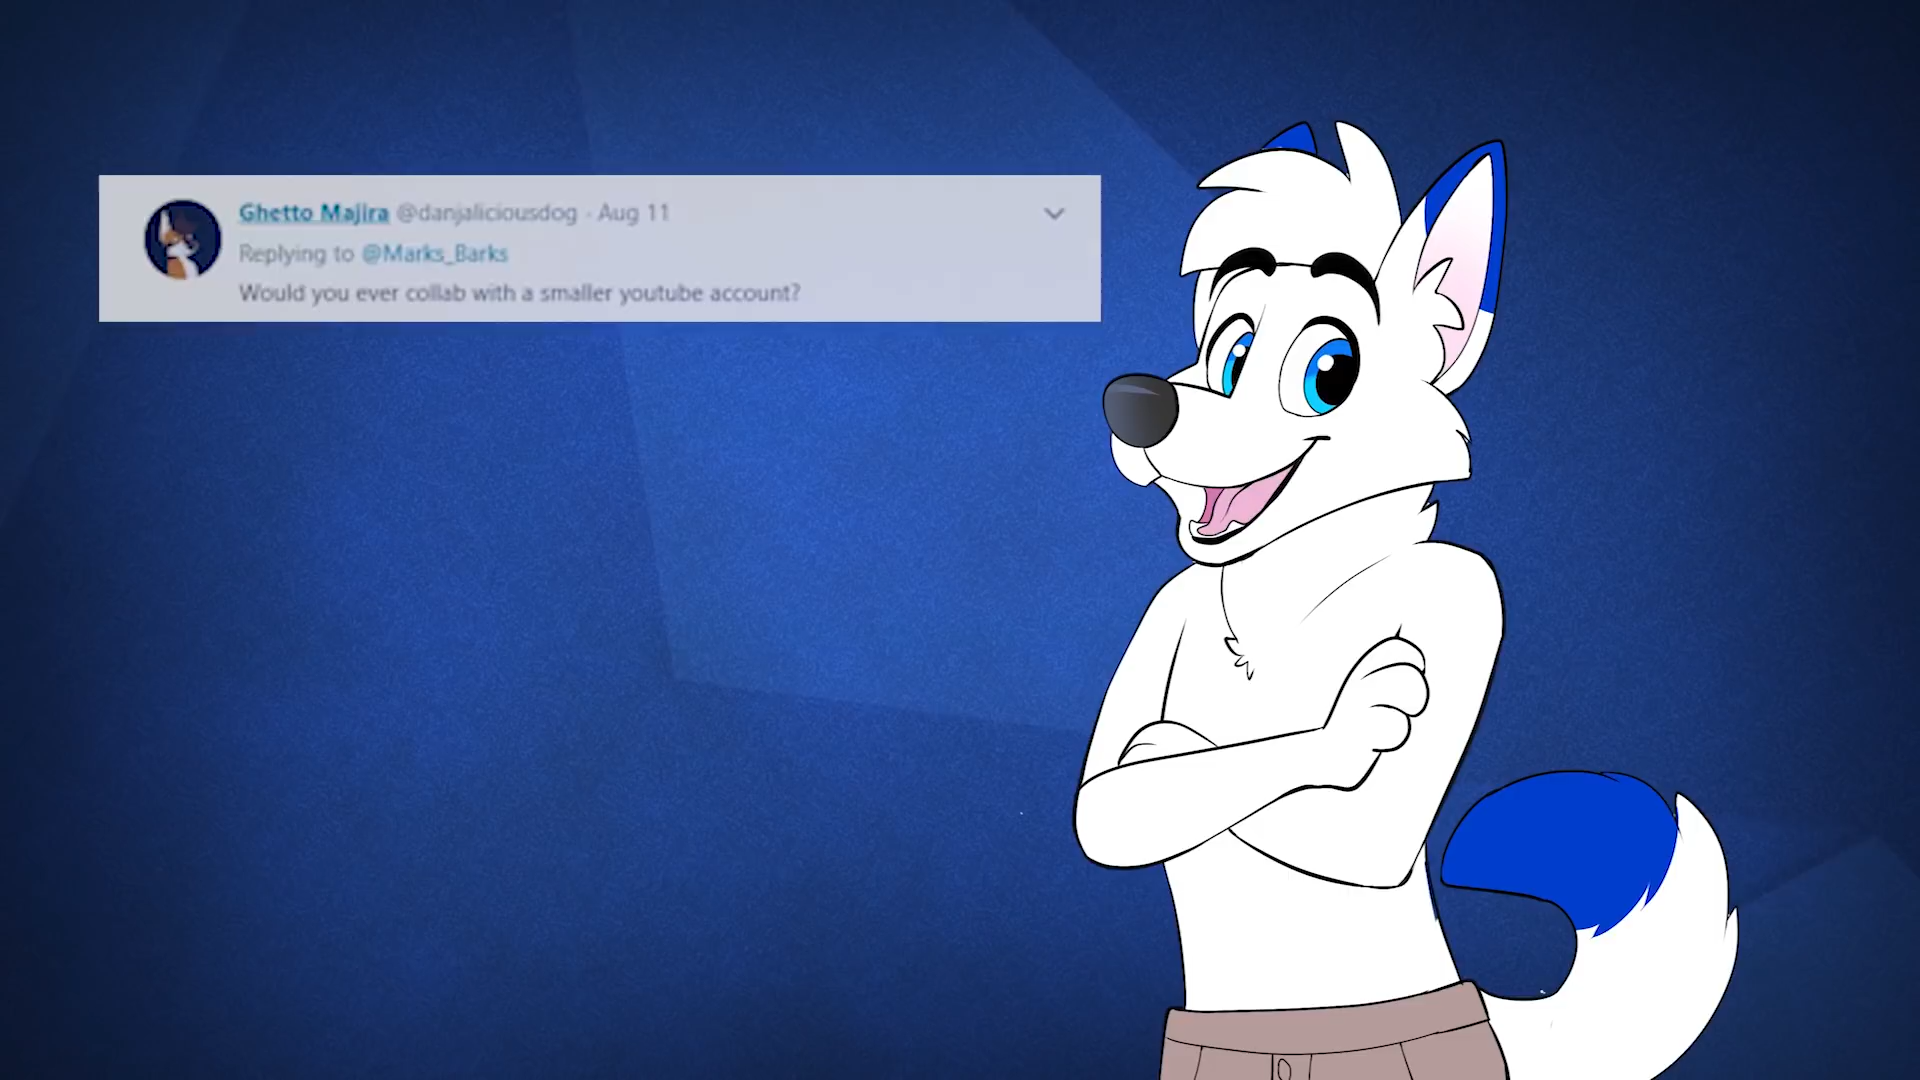 Ghetto Majira @danjaliciousdog · Aug 11
Replying to @Marks_Barks
Would you ever collab with a smaller youtube account?